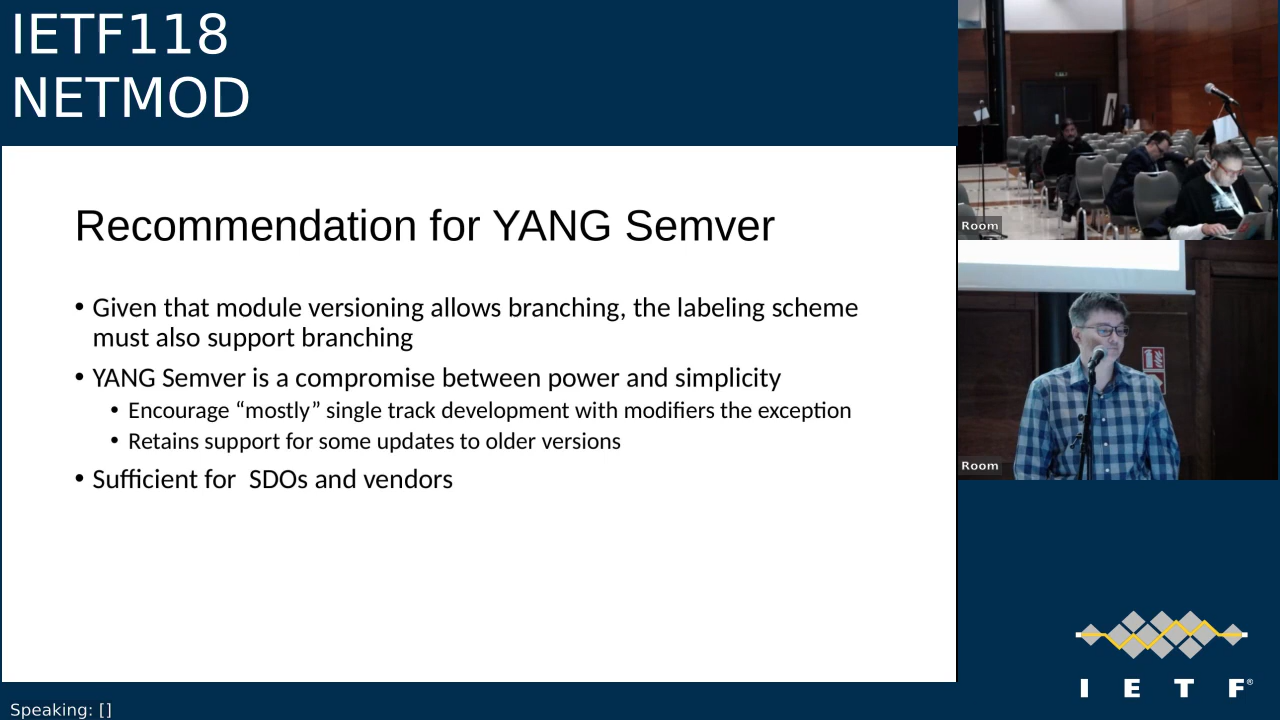 IETF118
NETMOD
Recommendation for YANG Semver
• Given that module versioning allows branching, the labeling scheme
must also support branching
• YANG Semver is a compromise between power and simplicity
• Encourage “mostly” single track development with modifiers the exception
• Retains support for some updates to older versions
• Sufficient for  SDOs and vendors
Room
Room
I E T F®
Speaking: []